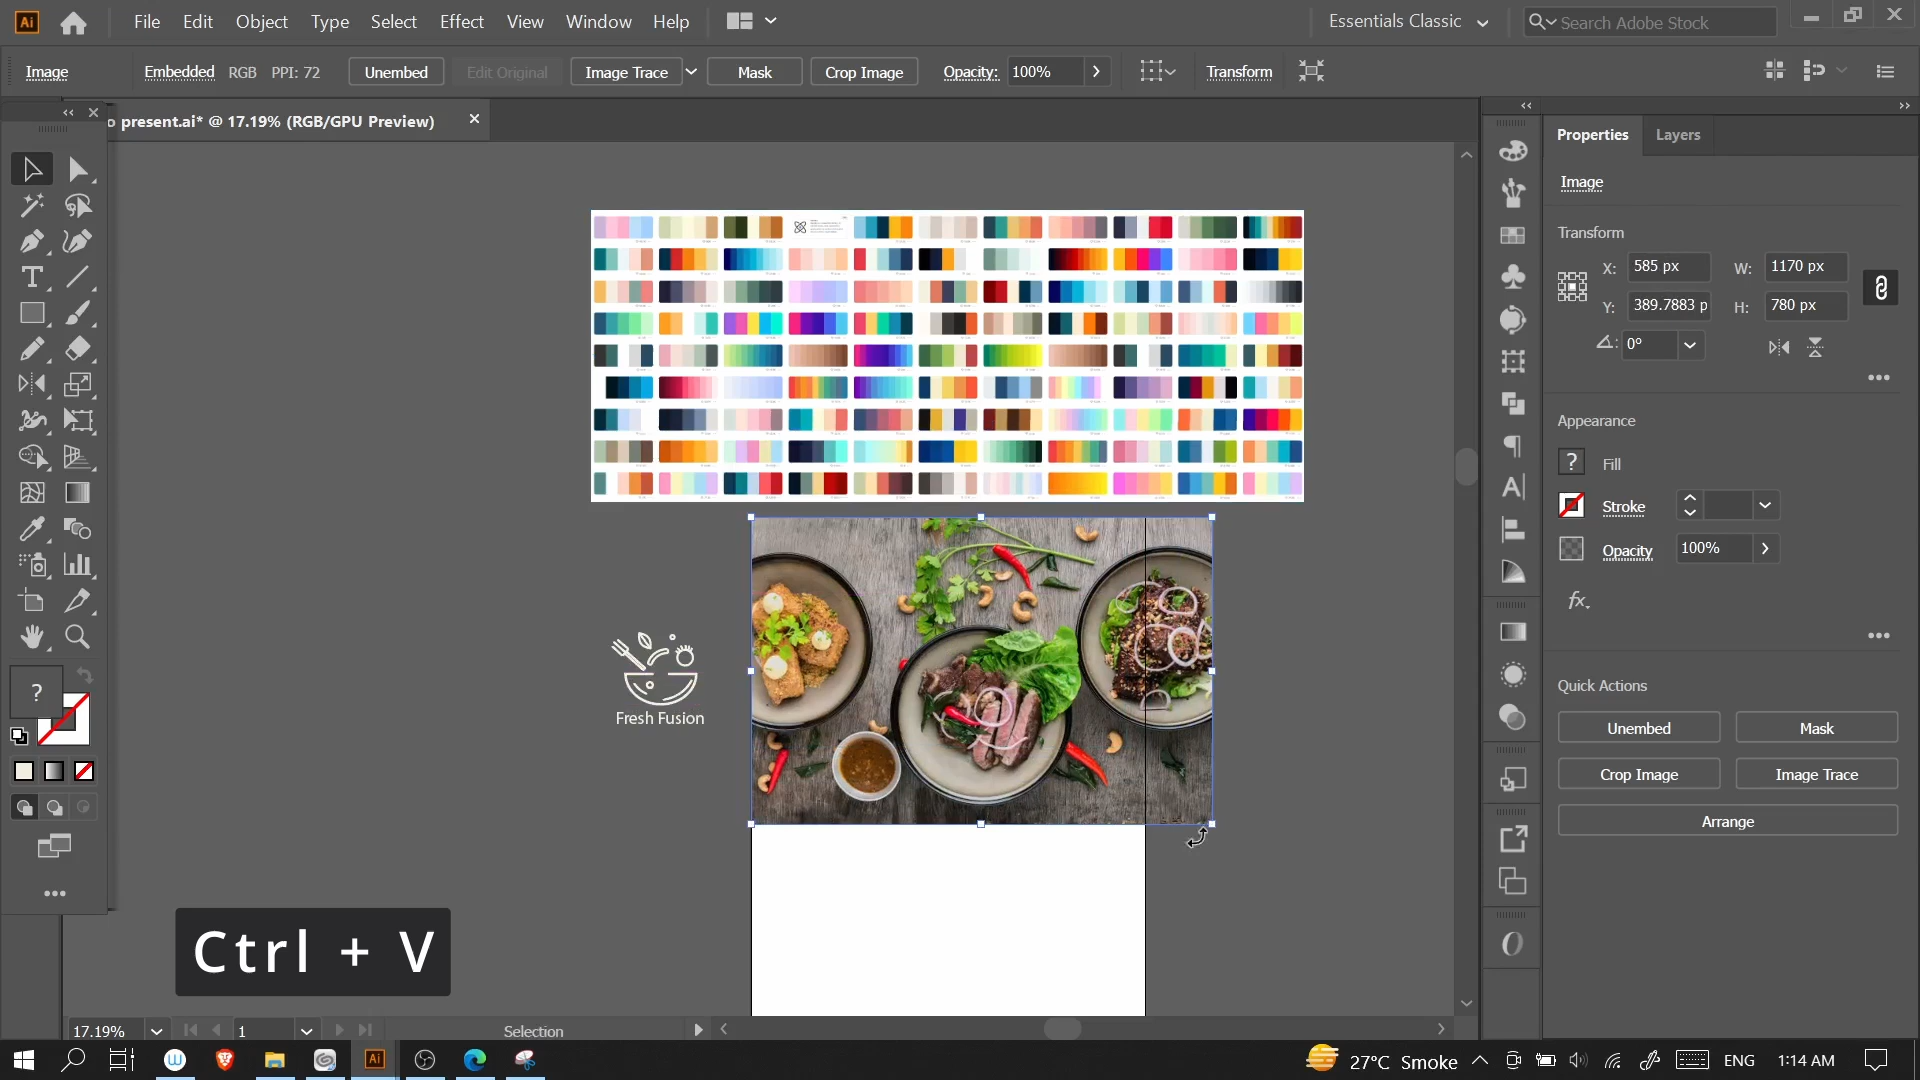 Ai File Edit Object Type Select Effect View Window Help Essentials Classic Search Adobe Stock
Image Embedded RGB PPI: 72 Unembed Edit Original Image Trace Mask Crop Image Opacity: 100% Transform
present.ai* @ 17.19% (RGB/GPU Preview)
Properties Layers
Image
Transform
X: 585 px W: 1170 px
Y: 389.7883 p H: 780 px
0°
Appearance
? Fill
Stroke
Opacity 100%
fx.
Quick Actions
Unembed Mask
Crop Image Image Trace
Arrange
Fresh Fusion
?
Ctrl + V
17.19% 1 Selection
Ai 27°C Smoke ENG 1:14 AM